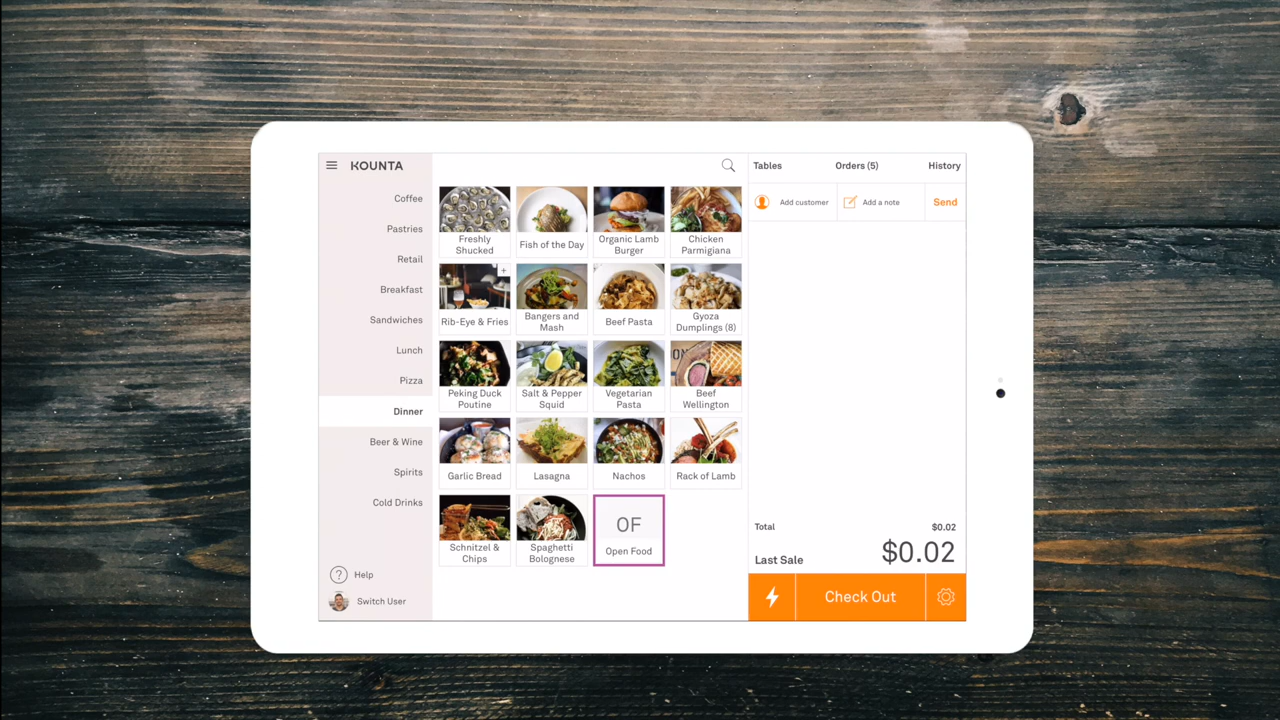 KOUNTA
Coffee
Pastries
Retail
Breakfast
Sandwiches
Lunch
Pizza
Dinner
Beer & Wine
Spirits
Cold Drinks
Help
Switch User
Freshly
Shucked
Fish of the Day
Organic Lamb
Burger
Chicken
Parmigiana
+
Rib-Eye & Fries
Bangers and
Mash
Beef Pasta
Gyoza
Dumplings (8)
Peking Duck
Poutine
Salt & Pepper
Squid
Vegetarian
Pasta
Beef
Wellington
Garlic Bread
Lasagna
Nachos
Rack of Lamb
Schnitzel &
Chips
Spaghetti
Bolognese
OF
Open Food
Tables Orders (5) History
Add customer Add a note Send
Total $0.02
Last Sale $0.02
Check Out